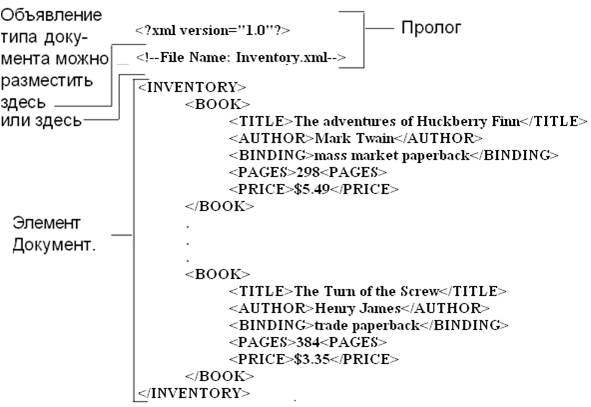 Объявление
типа доку-
мента можно
разместить
здесь
или здесь
<?xml version="1.0"?>
<!--File Name: Inventory.xml-->
Пролог
<INVENTORY>
<BOOK>
<TITLE>The adventures of Huckberry Finn</TITLE>
<AUTHOR>Mark Twain</AUTHOR>
<BINDING>mass market paperback</BINDING>
<PAGES>298<PAGES>
<PRICE>$5.49</PRICE>
</BOOK>
.
.
.
Элемент
Документ.
<BOOK>
<TITLE>The Turn of the Screw</TITLE>
<AUTHOR>Henry James</AUTHOR>
<BINDING>trade paperback</BINDING>
<PAGES>384<PAGES>
<PRICE>$3.35</PRICE>
</BOOK>
</INVENTORY>